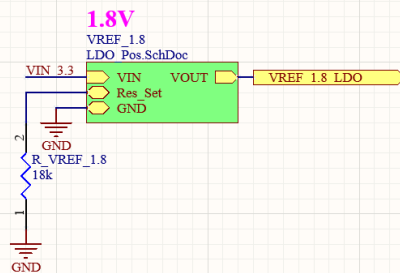 1.8V
VREF_1.8
LDO_Pos.SchDoc
VIN_3.3
VIN VOUT
VREF_1.8_LDO
Res_Set
GND
GND
2
R_VREF_1.8
18k
1
GND